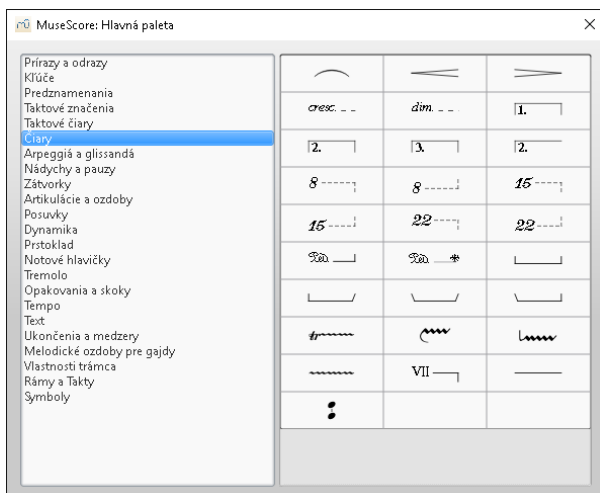 MuseScore: Hlavná paleta
Prírazy a odrazy
Kľúče
Predznamenania
Taktové značenia
Taktové čiary
Čiary
Arpeggiá a glissandá
Nádychy a pauzy
Zátvorky
Artikulácie a ozdoby
Posuvky
Dynamika
Prstoklad
Notové hlavičky
Tremolo
Opakovania a skoky
Tempo
Text
Ukončenia a medzery
Melodické ozdoby pre gajdy
Vlastnosti trámca
Rámy a Takty
Symboly
cresc. dim. 1.
2. 3. 2.
8 8 15
15 22 22
Ped. Ped.
tr
VII